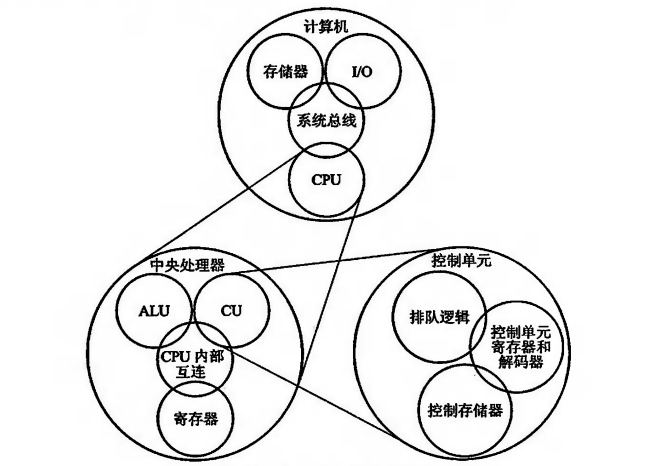 计算机
存储器
I/O
系统总线
CPU
中央处理器
ALU
CU
CPU 内部
互连
寄存器
控制单元
排队逻辑
控制单元
寄存器和
解码器
控制存储器